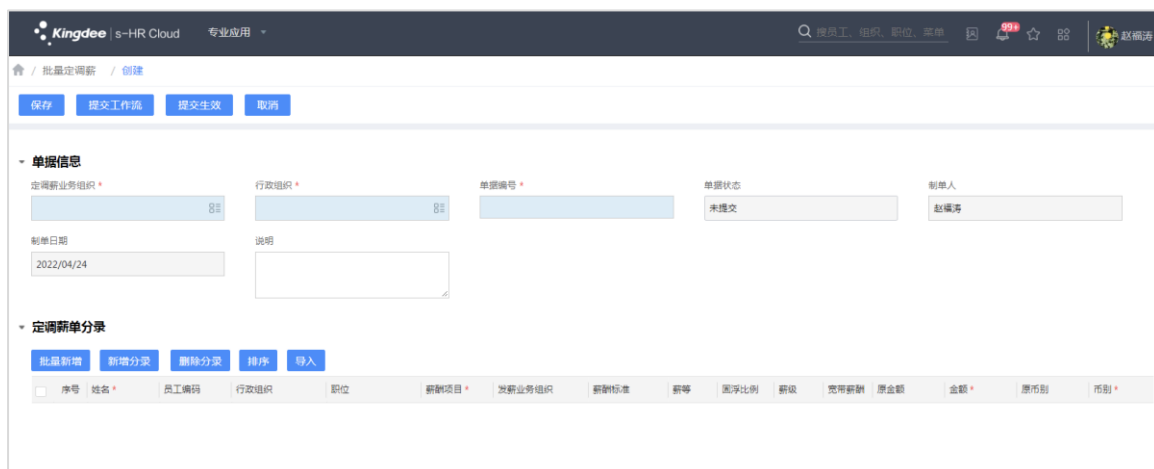 Kingdee | s-HR Cloud 专业应用 搜员工、组织、职位、菜单 99+ 赵福涛
/ 批量定调薪 / 创建
保存 提交工作流 提交生效 取消
单据信息
定调薪业务组织 * 行政组织 * 单据编号 * 单据状态 制单人
未提交 赵福涛
制单日期 说明
2022/04/24
定调薪单分录
批量新增 新增分录 删除分录 排序 导入
序号 姓名 * 员工编码 行政组织 职位 薪酬项目 * 发薪业务组织 薪酬标准 薪等 固浮比例 薪级 宽带薪酬 原金额 金额 * 原币别 币别 *